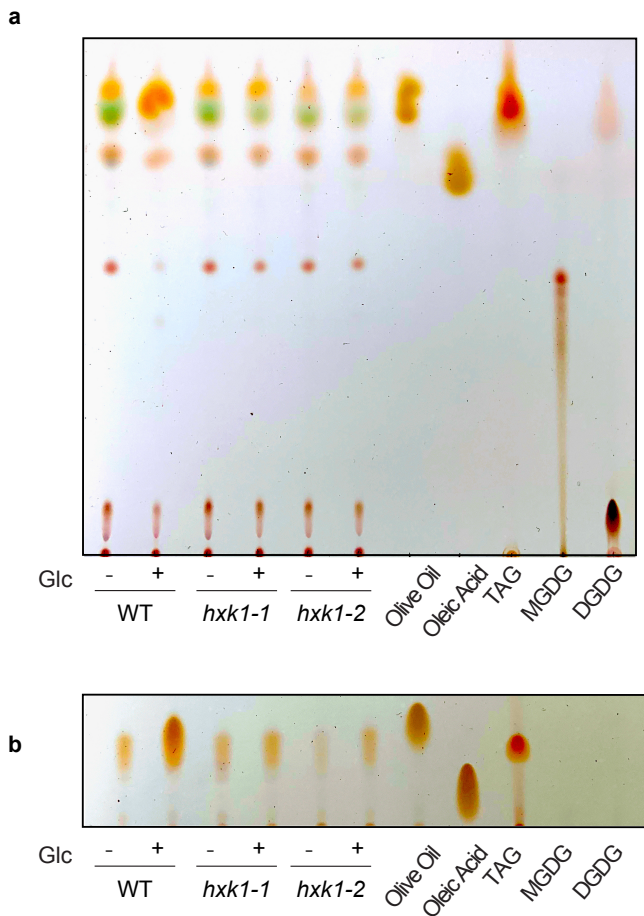 a
Glc - + - + - + Olive Oil Oleic Acid TAG MGDG DGDG
WT hxk1-1 hxk1-2
b
Glc - + - + - + Olive Oil Oleic Acid TAG MGDG DGDG
WT hxk1-1 hxk1-2